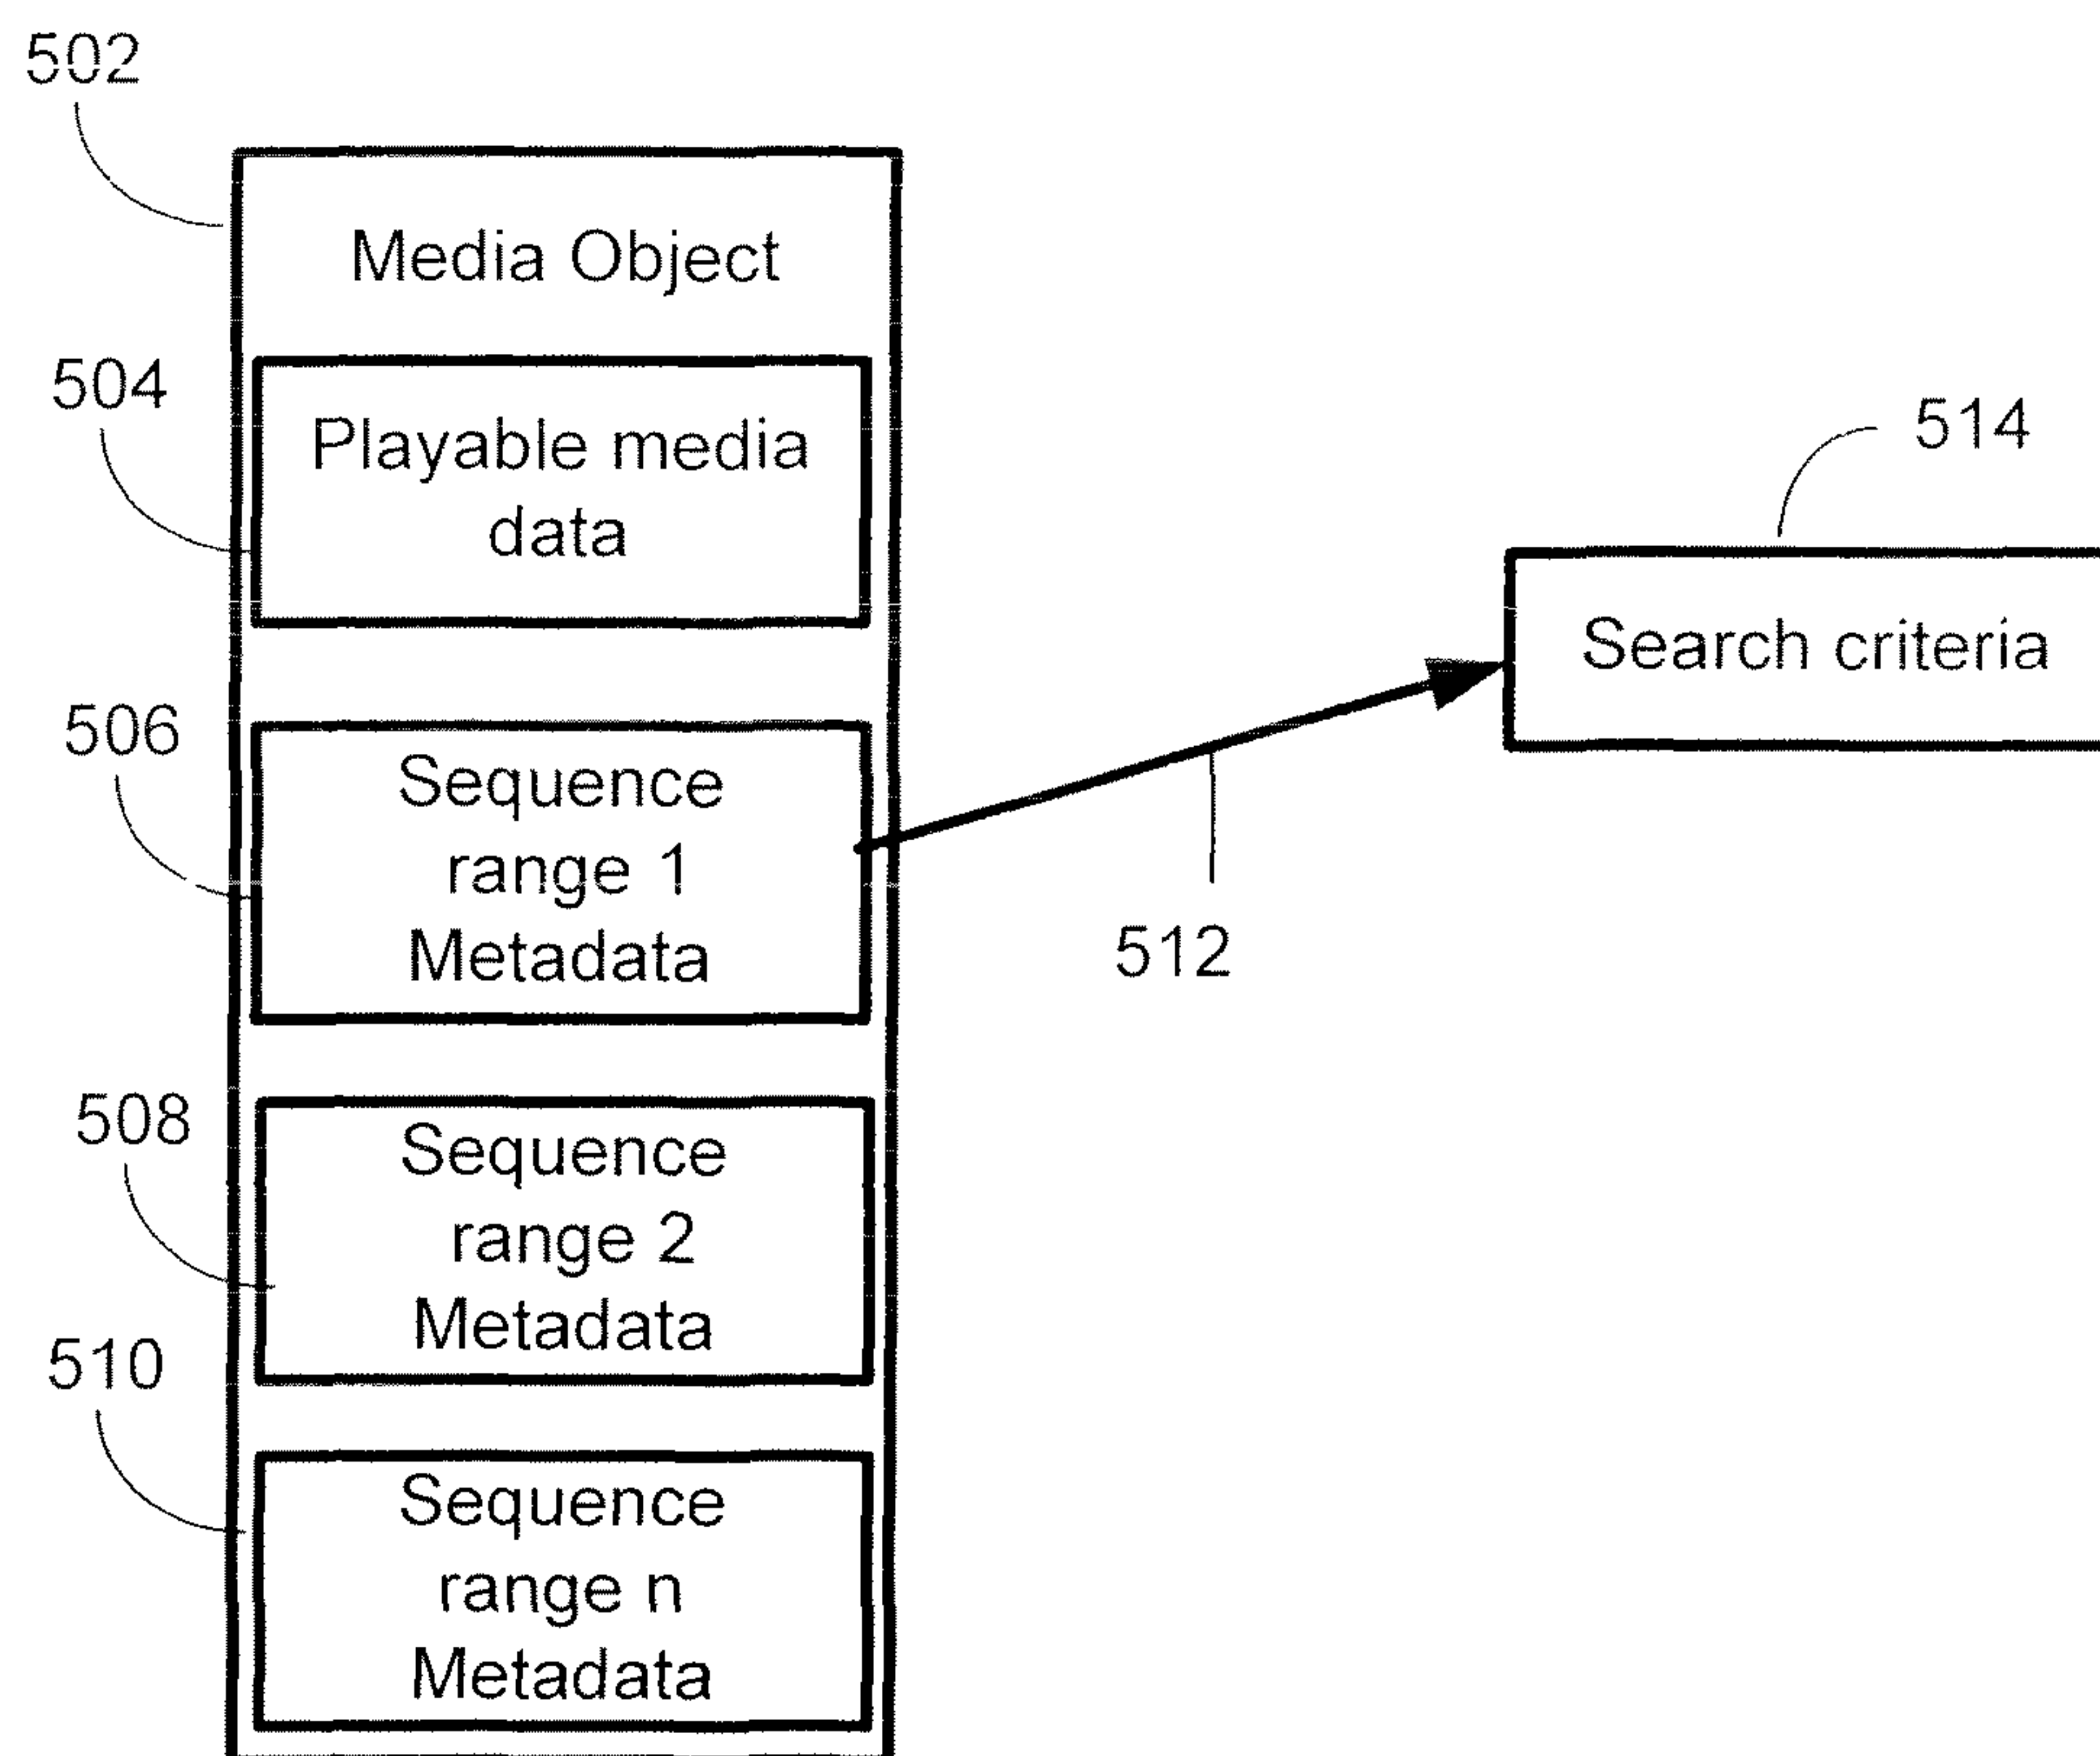 502
Media Object
504
Playable media
data
514
Search criteria
506
Sequence
range 1
Metadata
512
508
Sequence
range 2
Metadata
510
Sequence
range n
Metadata